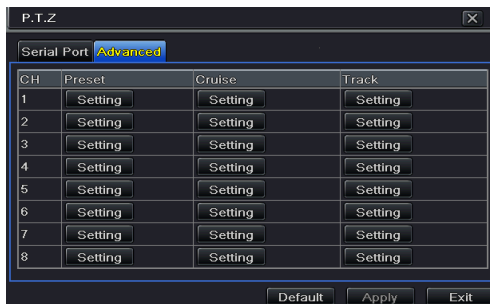 P.T.Z
Serial Port Advanced
CH Preset Cruise Track
1 Setting Setting Setting
2 Setting Setting Setting
3 Setting Setting Setting
4 Setting Setting Setting
5 Setting Setting Setting
6 Setting Setting Setting
7 Setting Setting Setting
8 Setting Setting Setting
Default Apply Exit